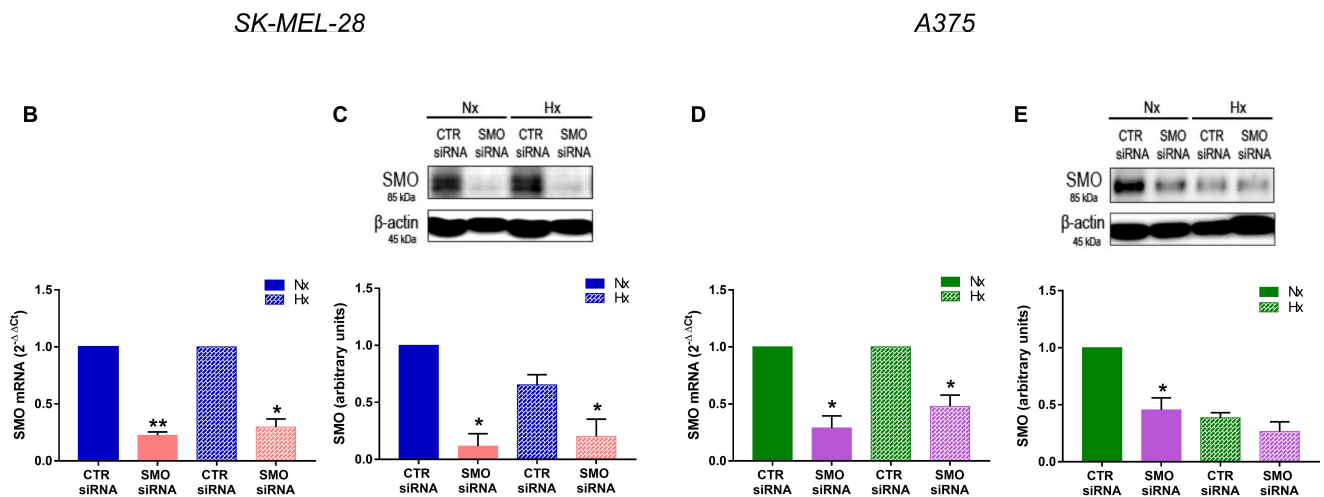 SK-MEL-28
A375
B
SMO mRNA (2^-ΔΔCt)
1.5
1.0
0.5
0.0
Nx
Hx
**
*
CTR siRNA
SMO siRNA
CTR siRNA
SMO siRNA
C
Nx Hx
CTR SMO CTR SMO
siRNA siRNA siRNA siRNA
SMO
85 kDa
β-actin
45 kDa
SMO (arbitrary units)
1.5
1.0
0.5
0.0
Nx
Hx
*
*
CTR siRNA
SMO siRNA
CTR siRNA
SMO siRNA
D
SMO mRNA (2^-ΔΔCt)
1.5
1.0
0.5
0.0
Nx
Hx
*
*
CTR siRNA
SMO siRNA
CTR siRNA
SMO siRNA
E
Nx Hx
CTR SMO CTR SMO
siRNA siRNA siRNA siRNA
SMO
85 kDa
β-actin
45 kDa
SMO (arbitrary units)
1.5
1.0
0.5
0.0
Nx
Hx
*
CTR siRNA
SMO siRNA
CTR siRNA
SMO siRNA